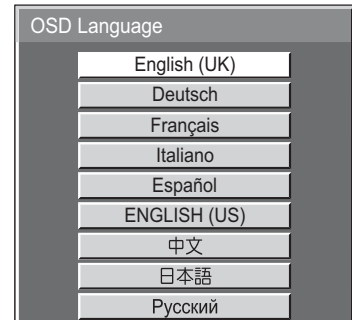 OSD Language
English (UK)
Deutsch
Français
Italiano
Español
ENGLISH (US)
中文
日本語
Русский